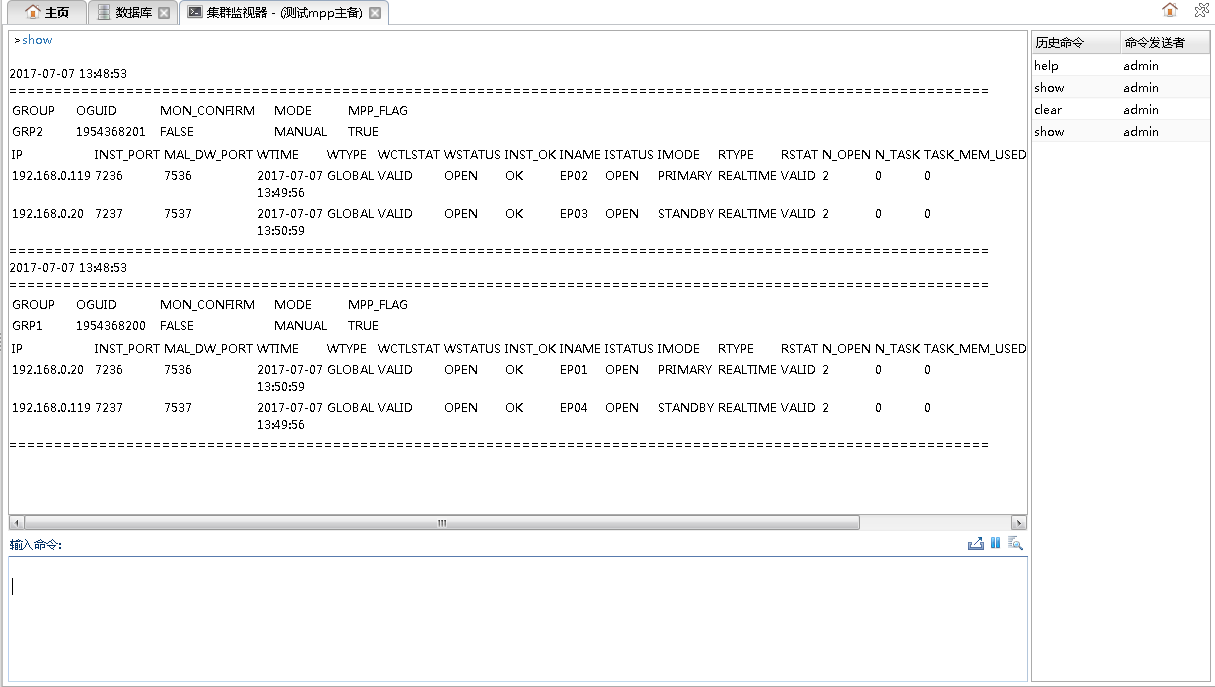 主页 数据库 集群监视器 - (测试mpp主备)
>show
2017-07-07 13:48:53
=============================================================================================================
GROUP OGUID MON_CONFIRM MODE MPP_FLAG
GRP2 1954368201 FALSE MANUAL TRUE
IP INST_PORT MAL_DW_PORT WTIME WTYPE WCTLSTAT WSTATUS INST_OK INAME ISTATUS IMODE RTYPE RSTAT N_OPEN N_TASK TASK_MEM_USED
192.168.0.119 7236 7536 2017-07-07 GLOBAL VALID OPEN OK EP02 OPEN PRIMARY REALTIME VALID 2 0 0
13:49:56
192.168.0.20 7237 7537 2017-07-07 GLOBAL VALID OPEN OK EP03 OPEN STANDBY REALTIME VALID 2 0 0
13:50:59
=============================================================================================================
2017-07-07 13:48:53
=============================================================================================================
GROUP OGUID MON_CONFIRM MODE MPP_FLAG
GRP1 1954368200 FALSE MANUAL TRUE
IP INST_PORT MAL_DW_PORT WTIME WTYPE WCTLSTAT WSTATUS INST_OK INAME ISTATUS IMODE RTYPE RSTAT N_OPEN N_TASK TASK_MEM_USED
192.168.0.20 7236 7536 2017-07-07 GLOBAL VALID OPEN OK EP01 OPEN PRIMARY REALTIME VALID 2 0 0
13:50:59
192.168.0.119 7237 7537 2017-07-07 GLOBAL VALID OPEN OK EP04 OPEN STANDBY REALTIME VALID 2 0 0
13:49:56
=============================================================================================================
输入命令:
历史命令 命令发送者
help admin
show admin
clear admin
show admin